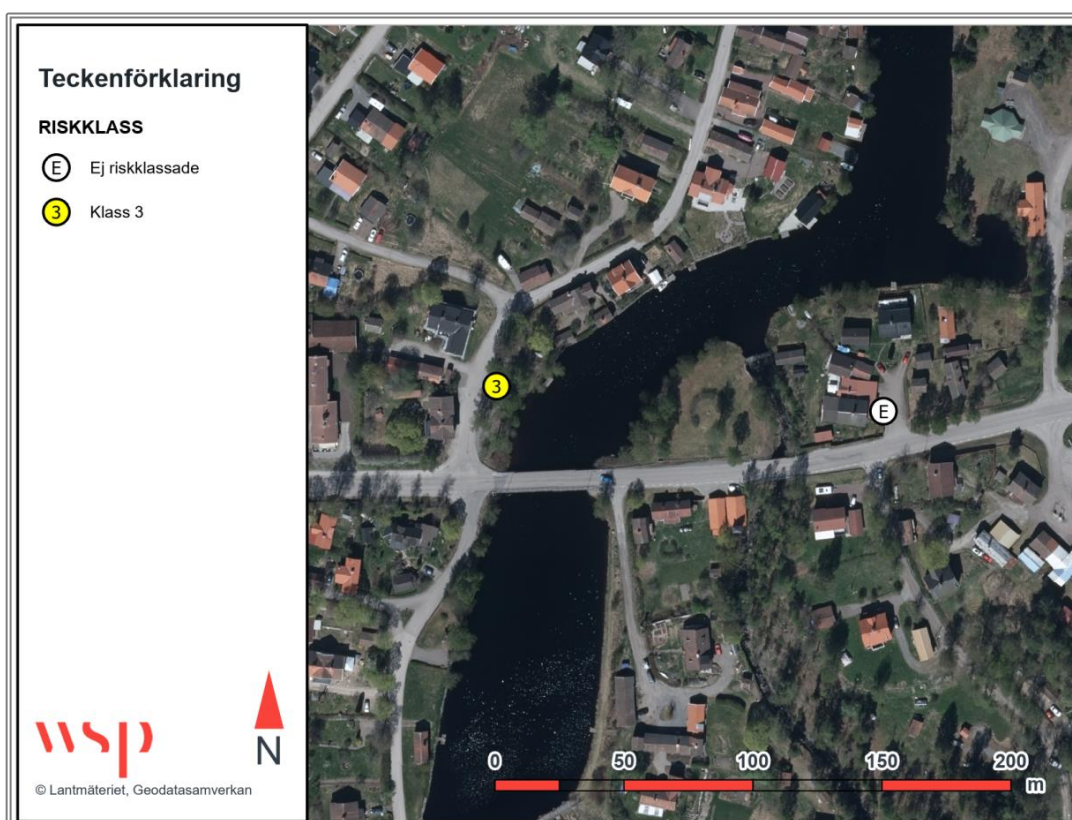 Teckenförklaring
RISKKLASS
E Ej riskklassade
3 Klass 3
wsp
N
© Lantmäteriet, Geodatasamverkan
3
E
0 50 100 150 200
m